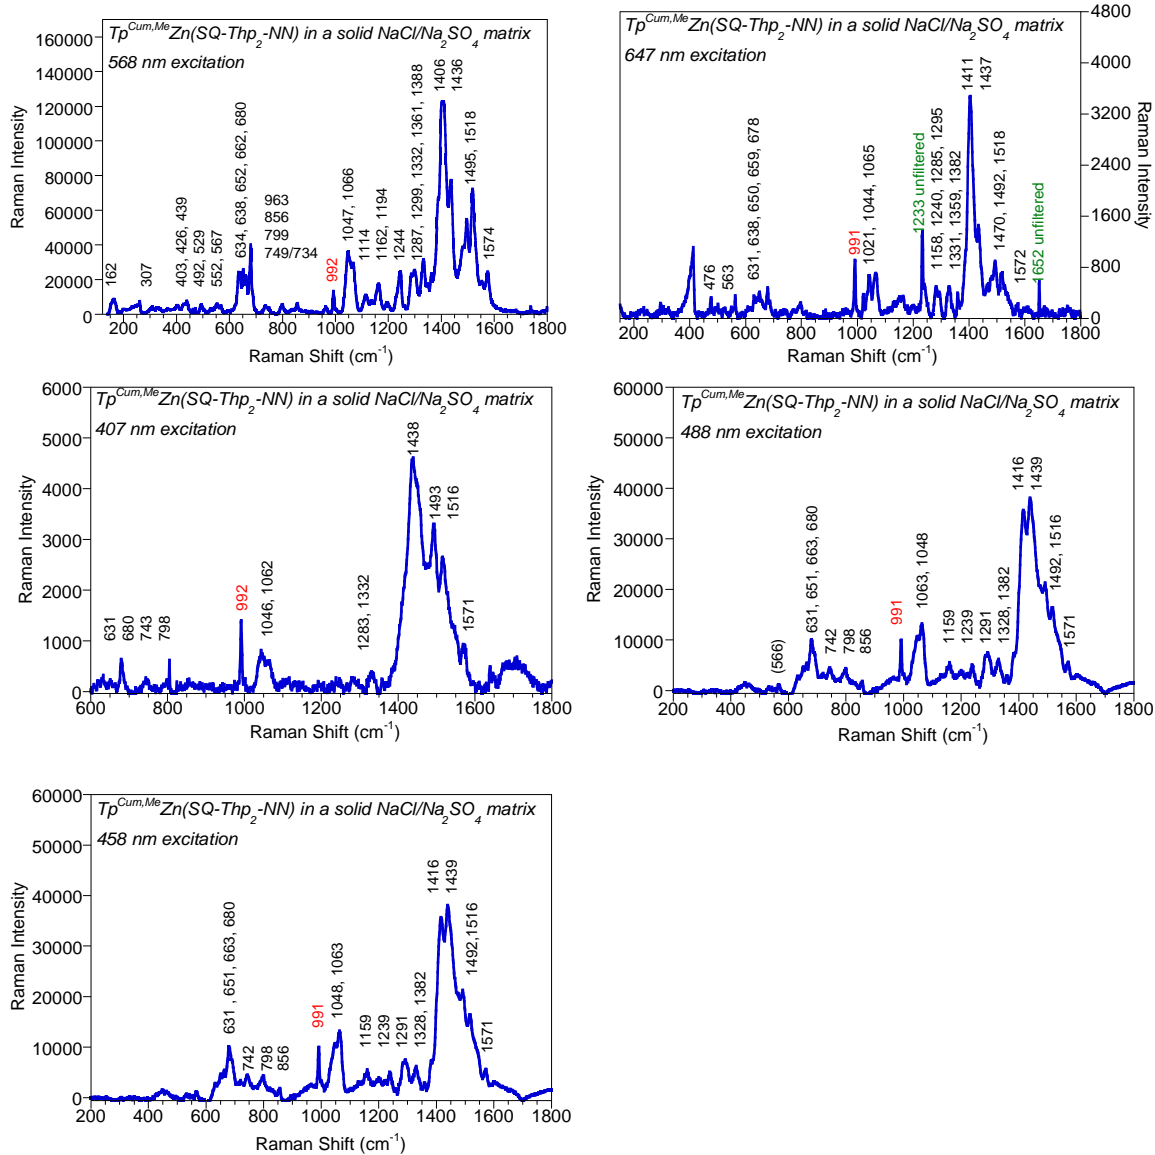 Tp^Cum,Me Zn(SQ-Thp_2-NN) in a solid NaCl/Na_2SO_4 matrix
568 nm excitation
Raman Intensity
160000
140000
120000
100000
80000
60000
40000
20000
0
162
307
403, 426, 439
492, 529
552, 567
634, 638, 652, 662, 680
963
856
799
749/734
992
1047, 1066
1114
1162, 1194
1244
1287, 1299, 1332, 1361, 1388
1406
1436
1495, 1518
1574
200 400 600 800 1000 1200 1400 1600 1800
Raman Shift (cm^-1)
Tp^Cum,Me Zn(SQ-Thp_2-NN) in a solid NaCl/Na_2SO_4 matrix
647 nm excitation
4800
4000
3200
2400
1600
800
0
Raman Intensity
476
563
631, 638, 650, 659, 678
991
1021, 1044, 1065
1233 unfiltered
1158, 1240, 1285, 1295
1331, 1359, 1382
1411
1437
1470, 1492, 1518
1572
1652 unfiltered
200 400 600 800 1000 1200 1400 1600 1800
Raman Shift (cm^-1)
Tp^Cum,Me Zn(SQ-Thp_2-NN) in a solid NaCl/Na_2SO_4 matrix
407 nm excitation
Raman Intensity
6000
5000
4000
3000
2000
1000
0
631
680
743
798
992
1046, 1062
1283, 1332
1438
1493
1516
1571
600 800 1000 1200 1400 1600 1800
Raman Shift (cm^-1)
Tp^Cum,Me Zn(SQ-Thp_2-NN) in a solid NaCl/Na_2SO_4 matrix
488 nm excitation
Raman Intensity
60000
50000
40000
30000
20000
10000
0
(566)
631, 651, 663, 680
742
798
856
991
1063, 1048
1159
1239
1291
1328, 1382
1416
1439
1492, 1516
1571
200 400 600 800 1000 1200 1400 1600 1800
Raman Shift (cm^-1)
Tp^Cum,Me Zn(SQ-Thp_2-NN) in a solid NaCl/Na_2SO_4 matrix
458 nm excitation
Raman Intensity
60000
50000
40000
30000
20000
10000
0
631 , 651, 663, 680
742
798
856
991
1048, 1063
1159
1239
1291
1328, 1382
1416
1439
1492,1516
1571
200 400 600 800 1000 1200 1400 1600 1800
Raman Shift (cm^-1)